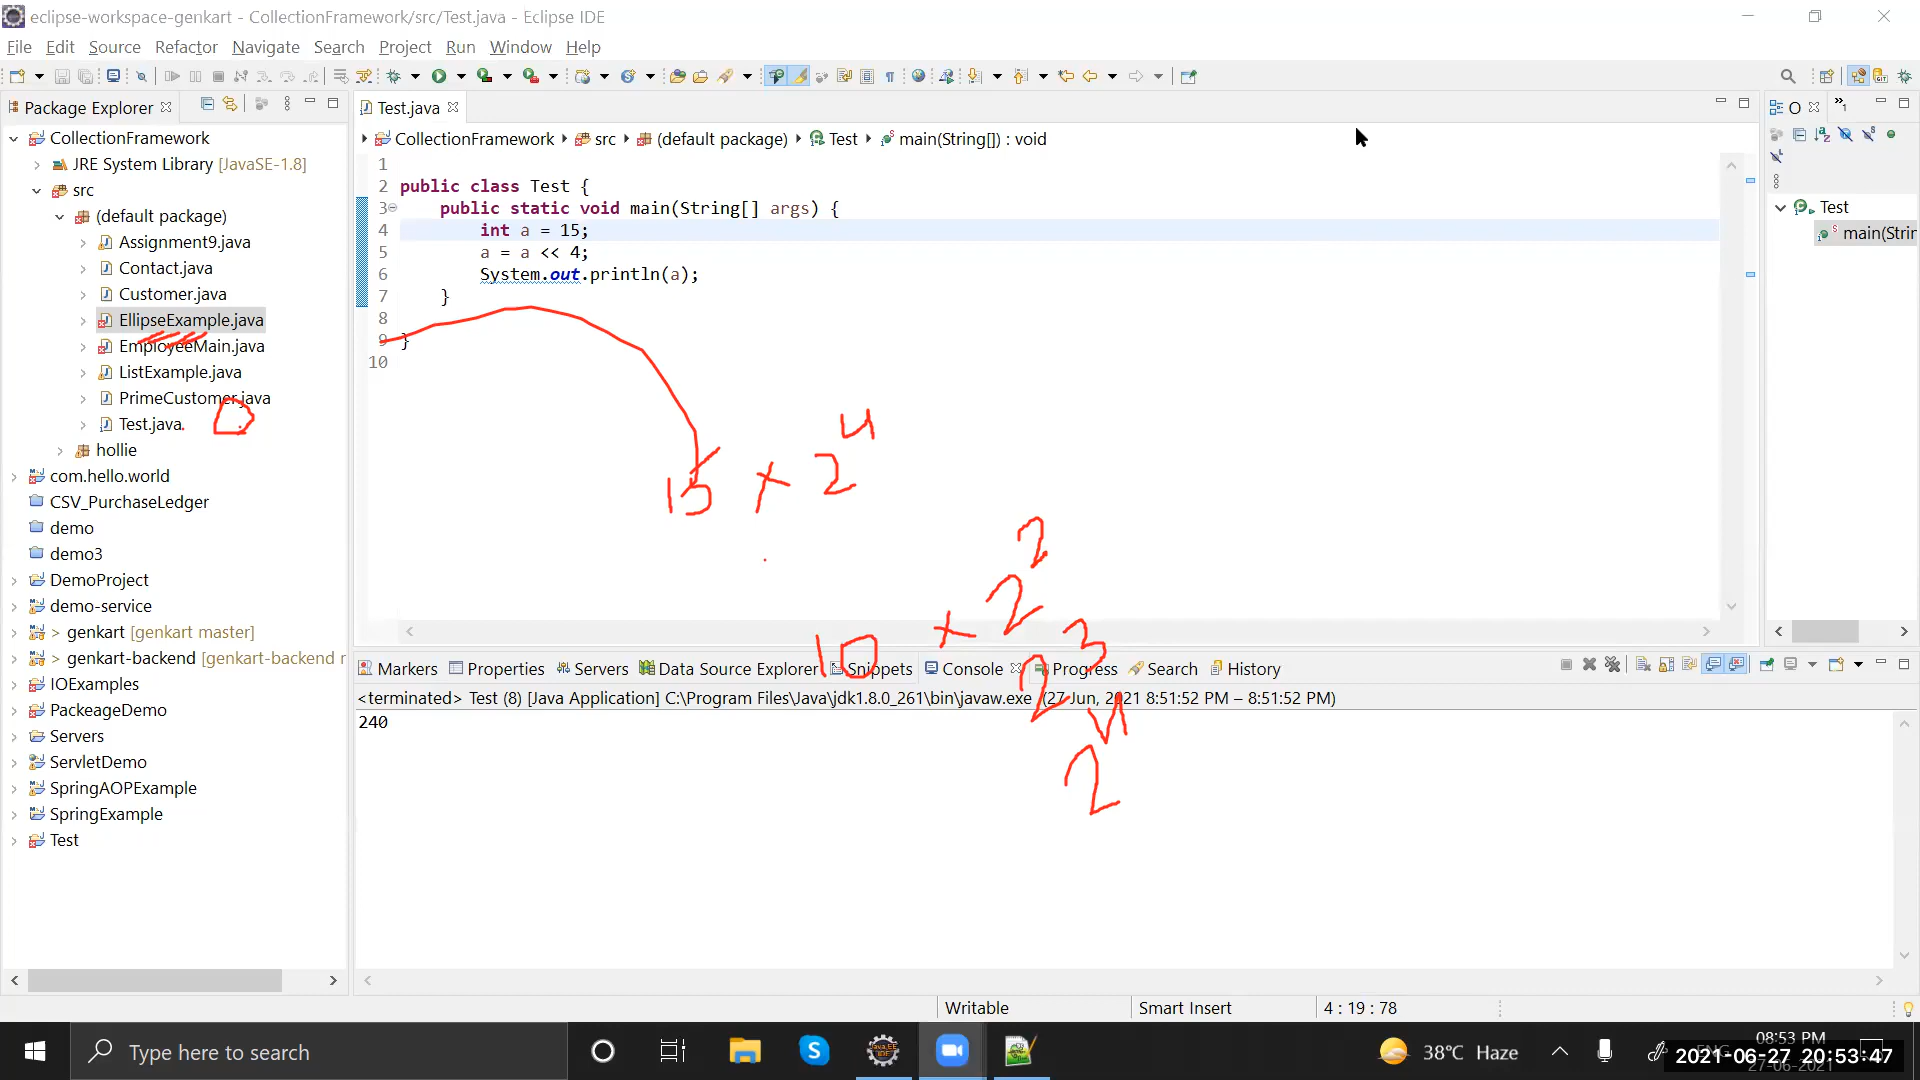 eclipse-workspace-genkart - CollectionFramework/src/Test.java - Eclipse IDE
File Edit Source Refactor Navigate Search Project Run Window Help
Package Explorer
CollectionFramework
JRE System Library [JavaSE-1.8]
src
(default package)
Assignment9.java
Contact.java
Customer.java
EllipseExample.java
EmployeeMain.java
ListExample.java
PrimeCustomer.java
Test.java
hollie
com.hello.world
CSV_PurchaseLedger
demo
demo3
DemoProject
demo-service
> genkart [genkart master]
> genkart-backend [genkart-backend r
IOExamples
PackeageDemo
Servers
ServletDemo
SpringAOPExample
SpringExample
Test
Test.java
CollectionFramework src (default package) Test main(String[]) : void
1
2 public class Test {
3 public static void main(String[] args) {
4 int a = 15;
5 a = a << 4;
6 System.out.println(a);
7 }
8
9 }
10
15 x 2 4
10 x 2 2
2 3
2 4
O
Test
main(Strin
Markers Properties Servers Data Source Explorer Snippets Console Progress Search History
<terminated> Test (8) [Java Application] C:\Program Files\Java\jdk1.8.0_261\bin\javaw.exe (27 Jun, 2021 8:51:52 PM – 8:51:52 PM)
240
Writable Smart Insert 4 : 19 : 78
Type here to search
38°C Haze
08:53 PM
2021-06-27 20:53:47
27-06-2021